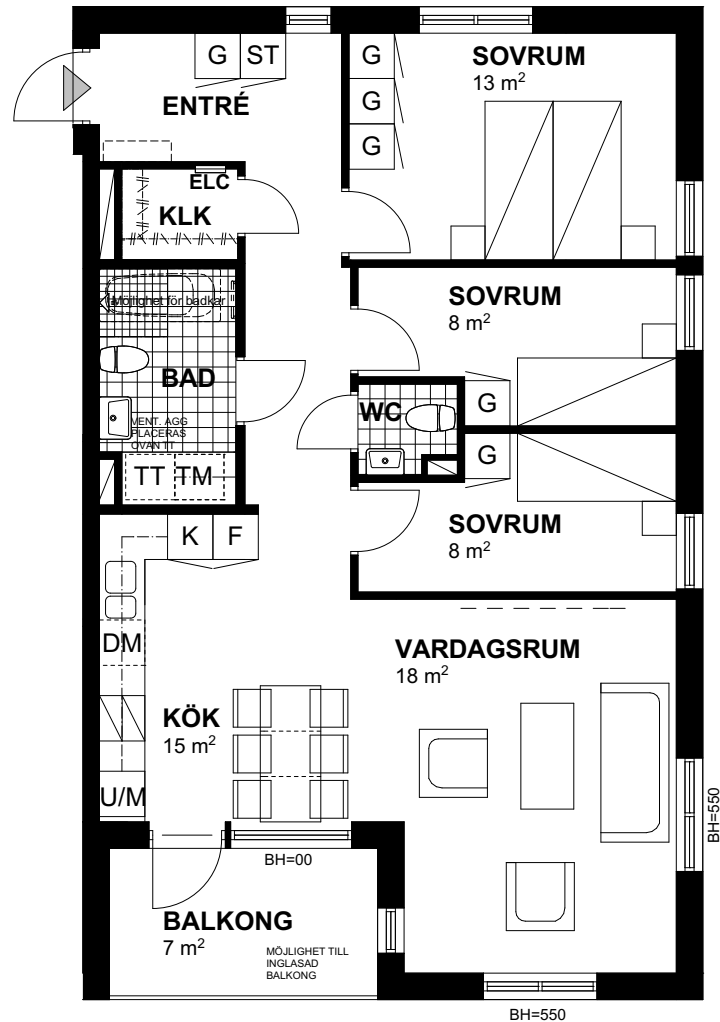 G ST
G
G
G
SOVRUM
13 m²
ENTRÉ
ELC
KLK
Möjlighet för badkar
BAD
VENT. AGG
PLACERAS
OVAN TT
TT TM
SOVRUM
8 m²
WC
G
G
SOVRUM
8 m²
K F
DM
VARDAGSRUM
18 m²
KÖK
15 m²
U/M
BH=550
BH=00
BALKONG
7 m²
MÖJLIGHET TILL
INGLASAD
BALKONG
BH=550